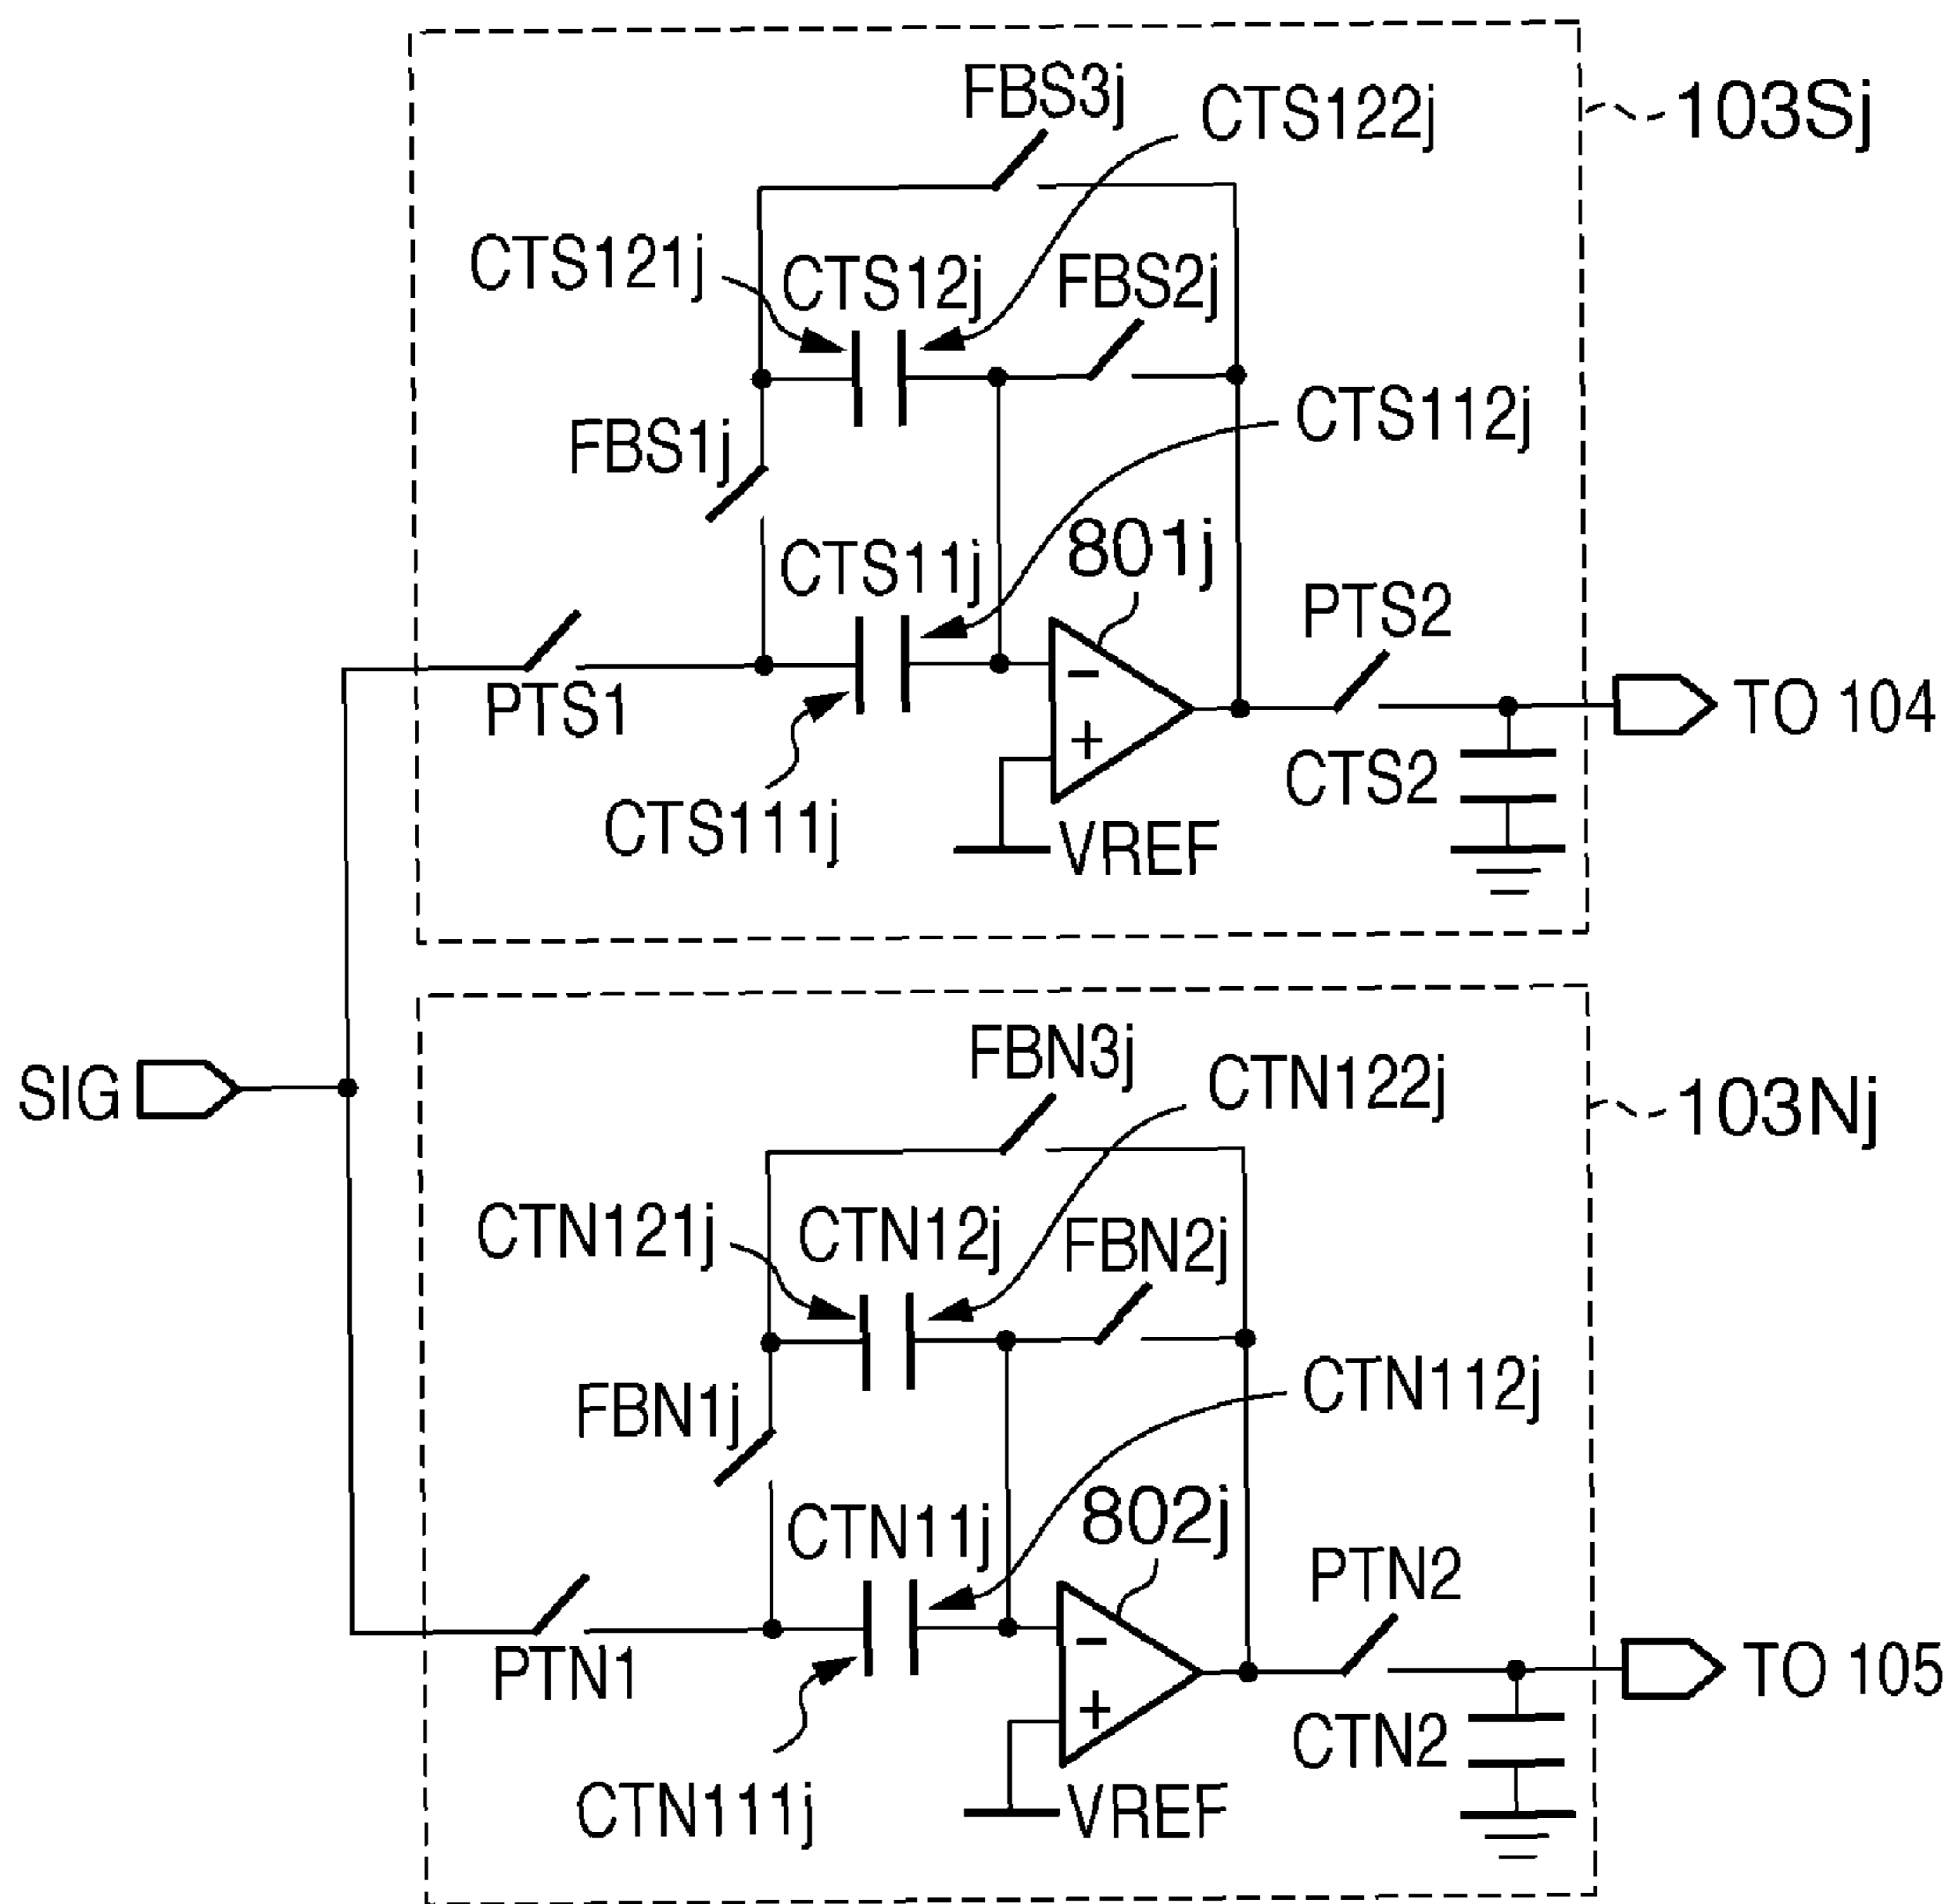 FBS3j
CTS122j
103Sj
CTS121j
CTS12j
FBS2j
CTS112j
FBS1j
CTS11j
801j
PTS1
PTS2
−
+
TO 104
CTS2
CTS111j
VREF
SIG
FBN3j
CTN122j
103Nj
CTN121j
CTN12j
FBN2j
CTN112j
FBN1j
CTN11j
802j
PTN1
PTN2
−
+
TO 105
CTN2
CTN111j
VREF